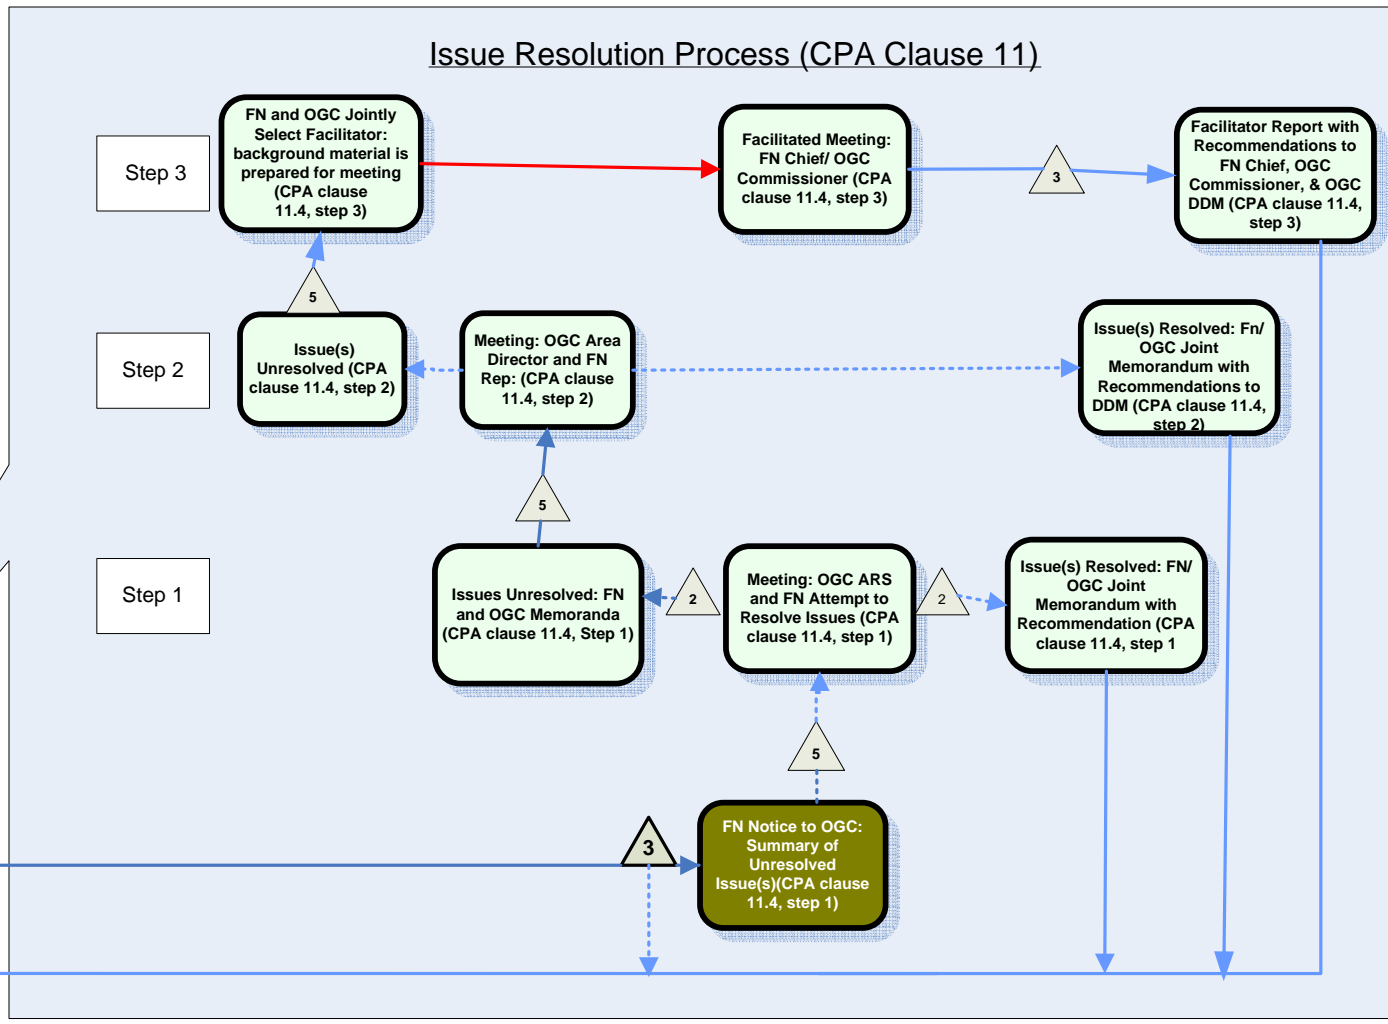 Issue Resolution Process (CPA Clause 11)
Step 3
FN and OGC Jointly
Select Facilitator:
background material is
prepared for meeting
(CPA clause
11.4, step 3)
Facilitated Meeting:
FN Chief/ OGC
Commissioner (CPA
clause 11.4, step 3)
3
Facilitator Report with
Recommendations to
FN Chief, OGC
Commissioner, & OGC
DDM (CPA clause 11.4,
step 3)
5
Step 2
Issue(s)
Unresolved (CPA
clause 11.4, step 2)
Meeting: OGC Area
Director and FN
Rep: (CPA clause
11.4, step 2)
Issue(s) Resolved: Fn/
OGC Joint
Memorandum with
Recommendations to
DDM (CPA clause 11.4,
step 2)
5
Step 1
Issues Unresolved: FN
and OGC Memoranda
(CPA clause 11.4, Step 1)
2
Meeting: OGC ARS
and FN Attempt to
Resolve Issues (CPA
clause 11.4, step 1)
2
Issue(s) Resolved: FN/
OGC Joint
Memorandum with
Recommendation (CPA
clause 11.4, step 1
5
3
FN Notice to OGC:
Summary of
Unresolved
Issue(s)(CPA clause
11.4, step 1)